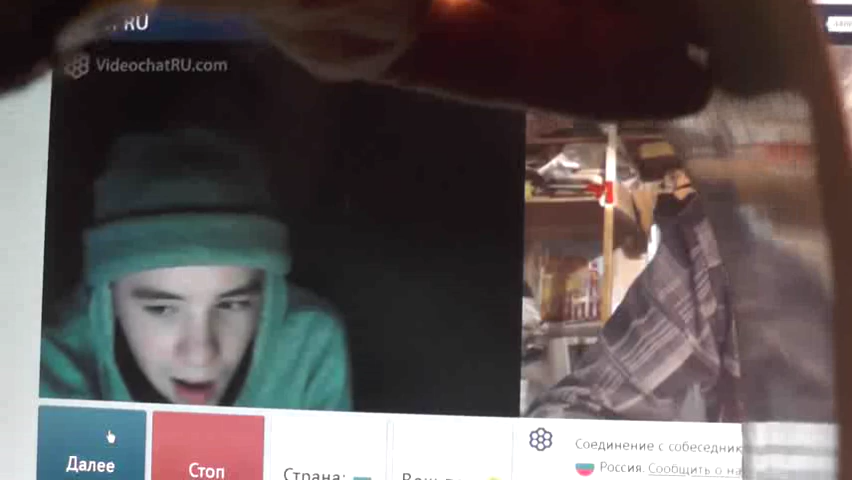 RU
VideochatRU.com
Далее
Стоп
Страна:
Соединение с собеседник
Россия. Сообщить о на